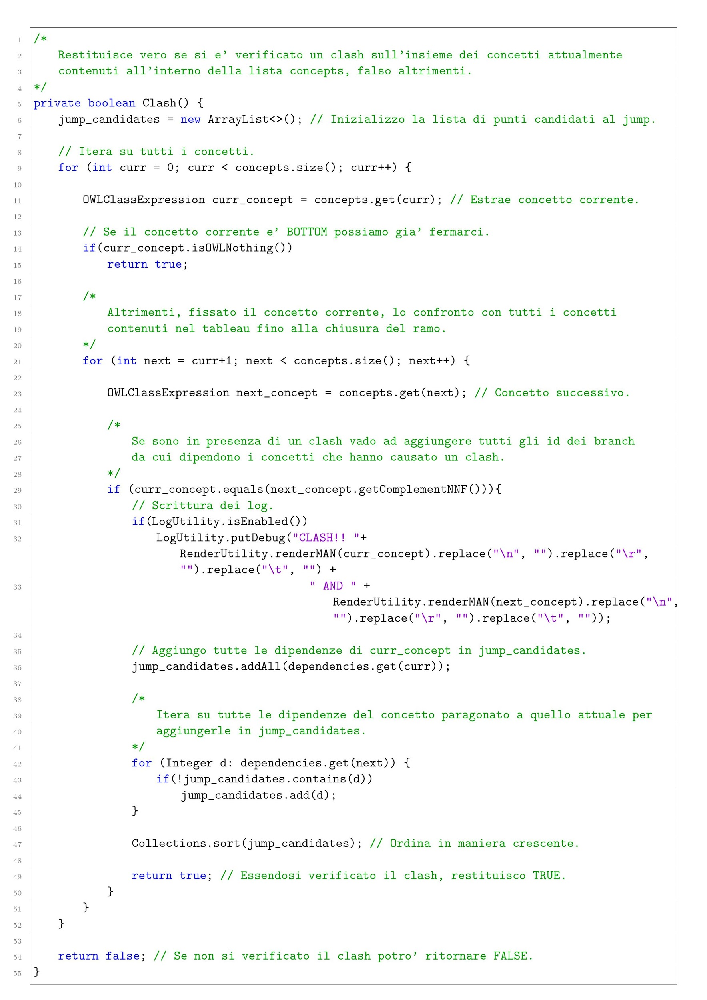 1 /*
2     Restituisce vero se si e' verificato un clash sull'insieme dei concetti attualmente
3     contenuti all'interno della lista concepts, falso altrimenti.
4 */
5 private boolean Clash() {
6     jump_candidates = new ArrayList<>(); // Inizializzo la lista di punti candidati al jump.
7
8     // Itera su tutti i concetti.
9     for (int curr = 0; curr < concepts.size(); curr++) {
10
11         OWLClassExpression curr_concept = concepts.get(curr); // Estrae concetto corrente.
12
13         // Se il concetto corrente e' BOTTOM possiamo gia' fermarci.
14         if(curr_concept.isOWLNothing())
15             return true;
16
17         /*
18             Altrimenti, fissato il concetto corrente, lo confronto con tutti i concetti
19             contenuti nel tableau fino alla chiusura del ramo.
20         */
21         for (int next = curr+1; next < concepts.size(); next++) {
22
23             OWLClassExpression next_concept = concepts.get(next); // Concetto successivo.
24
25             /*
26                 Se sono in presenza di un clash vado ad aggiungere tutti gli id dei branch
27                 da cui dipendono i concetti che hanno causato un clash.
28             */
29             if (curr_concept.equals(next_concept.getComplementNNF())){
30                 // Scrittura dei log.
31                 if(LogUtility.isEnabled())
32                     LogUtility.putDebug("CLASH!! "+
                        RenderUtility.renderMAN(curr_concept).replace("\n", "").replace("\r",
                        "").replace("\t", "") +
33                                             " AND " +
                                                RenderUtility.renderMAN(next_concept).replace("\n",
                                                "").replace("\r", "").replace("\t", ""));
34
35                 // Aggiungo tutte le dipendenze di curr_concept in jump_candidates.
36                 jump_candidates.addAll(dependencies.get(curr));
37
38                 /*
39                     Itera su tutte le dipendenze del concetto paragonato a quello attuale per
40                     aggiungerle in jump_candidates.
41                 */
42                 for (Integer d: dependencies.get(next)) {
43                     if(!jump_candidates.contains(d))
44                         jump_candidates.add(d);
45                 }
46
47                 Collections.sort(jump_candidates); // Ordina in maniera crescente.
48
49                 return true; // Essendosi verificato il clash, restituisco TRUE.
50             }
51         }
52     }
53
54     return false; // Se non si verificato il clash potro' ritornare FALSE.
55 }